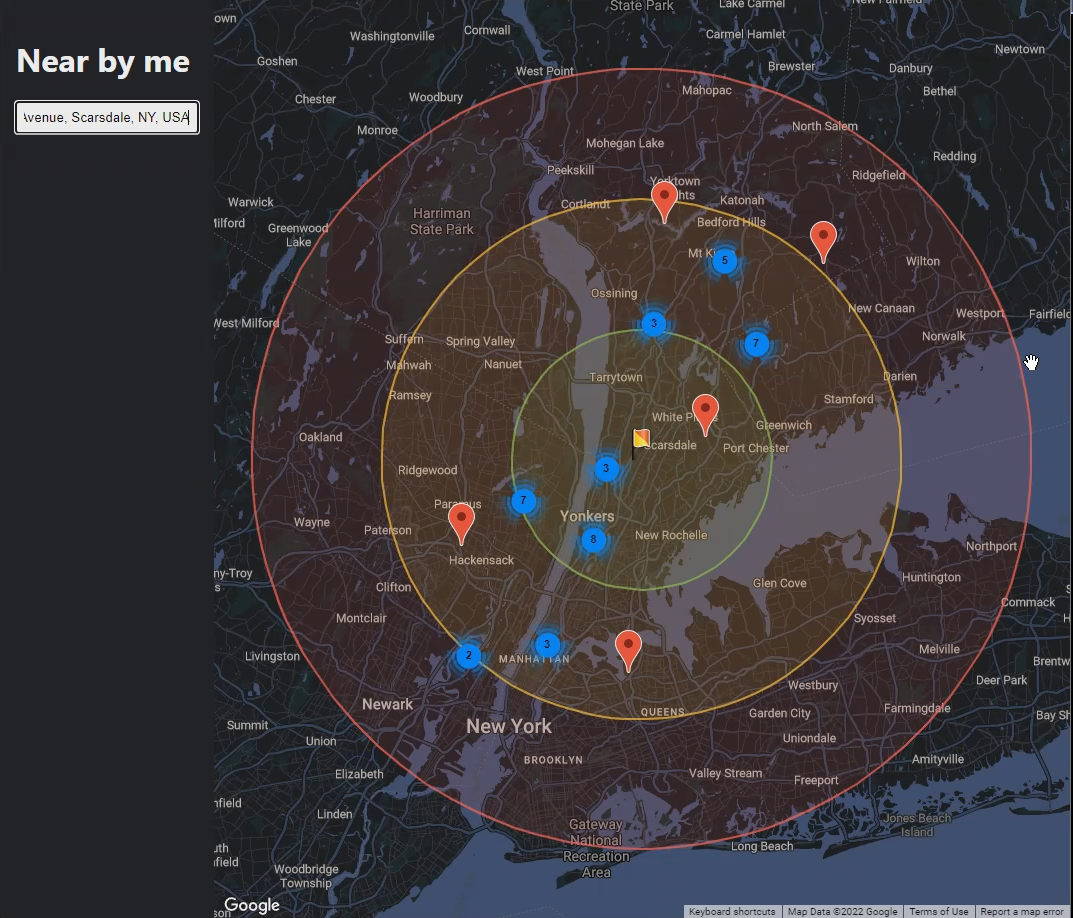 Near by me
Avenue, Scarsdale, NY, USA
State Park
Lake Carmel
New Fairfield
own
Washingtonville
Cornwall
Carmel Hamlet
Newtown
Goshen
West Point
Brewster
Danbury
Bethel
Chester
Woodbury
Mahopac
Monroe
North Salem
Mohegan Lake
Redding
Peekskill
Ridgefield
Yorktown
hts
Warwick
Cortlandt
Katonah
Harriman
State Park
Milford
Greenwood
Lake
Bedford Hills
Mt Ki
5
Wilton
Ossining
New Canaan
Westpor
Fairfield
West Milford
3
Suffern
Spring Valley
7
Norwalk
Mahwah
Nanuet
Tarrytown
Darien
Ramsey
Stamford
White P
s
Greenwich
Oakland
Scarsdale
Port Chester
Ridgewood
3
7
Paramus
Yonkers
Wayne
Paterson
8
New Rochelle
Northport
Hackensack
ny-Troy
s
Clifton
Glen Cove
Huntington
Commack
Montclair
Syosset
Livingston
2
3
MANHATTAN
Melville
Brentw
Westbury
Deer Park
Newark
QUEENS
Garden City
Farmingdale
Bay Sh
Summit
New York
Union
Uniondale
BROOKLYN
Amityville
Elizabeth
Valley Stream
Freeport
nfield
Linden
Gateway
National
Recreation
Area
Jones Beach
Island
Long Beach
uth
nfield
Woodbridge
Township
Google
son
Keyboard shortcuts
Map Data ©2022 Google
Terms of Use
Report a map error